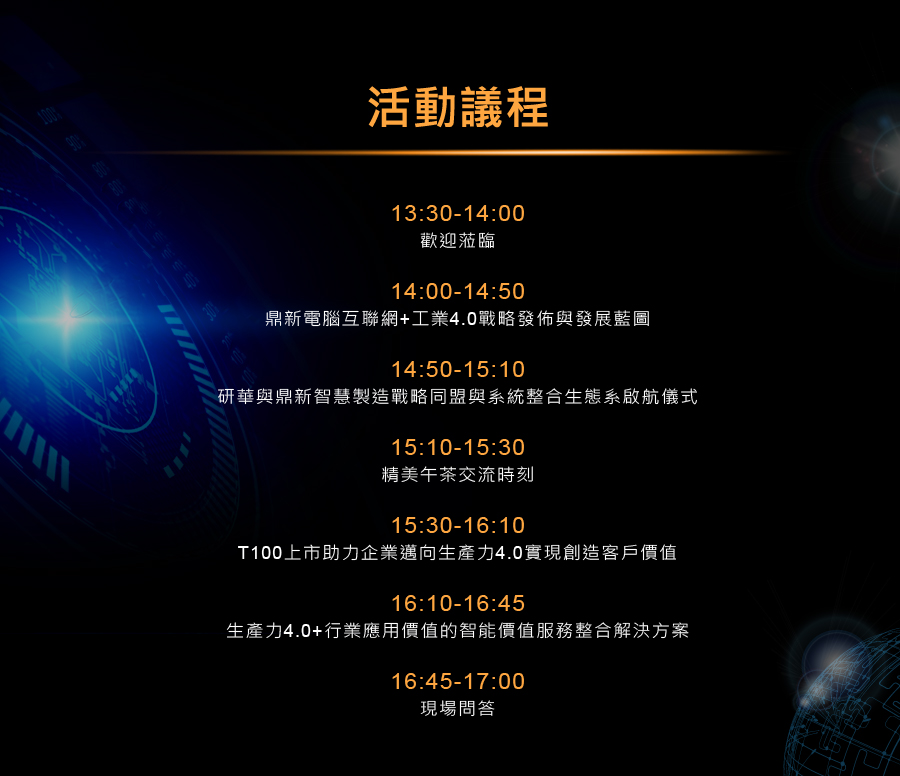 活動議程
13:30-14:00
歡迎蒞臨
14:00-14:50
鼎新電腦互聯網+工業4.0戰略發佈與發展藍圖
14:50-15:10
研華與鼎新智慧製造戰略同盟與系統整合生態系啟航儀式
15:10-15:30
精美午茶交流時刻
15:30-16:10
T100上市助力企業邁向生產力4.0實現創造客戶價值
16:10-16:45
生產力4.0+行業應用價值的智能價值服務整合解決方案
16:45-17:00
現場問答